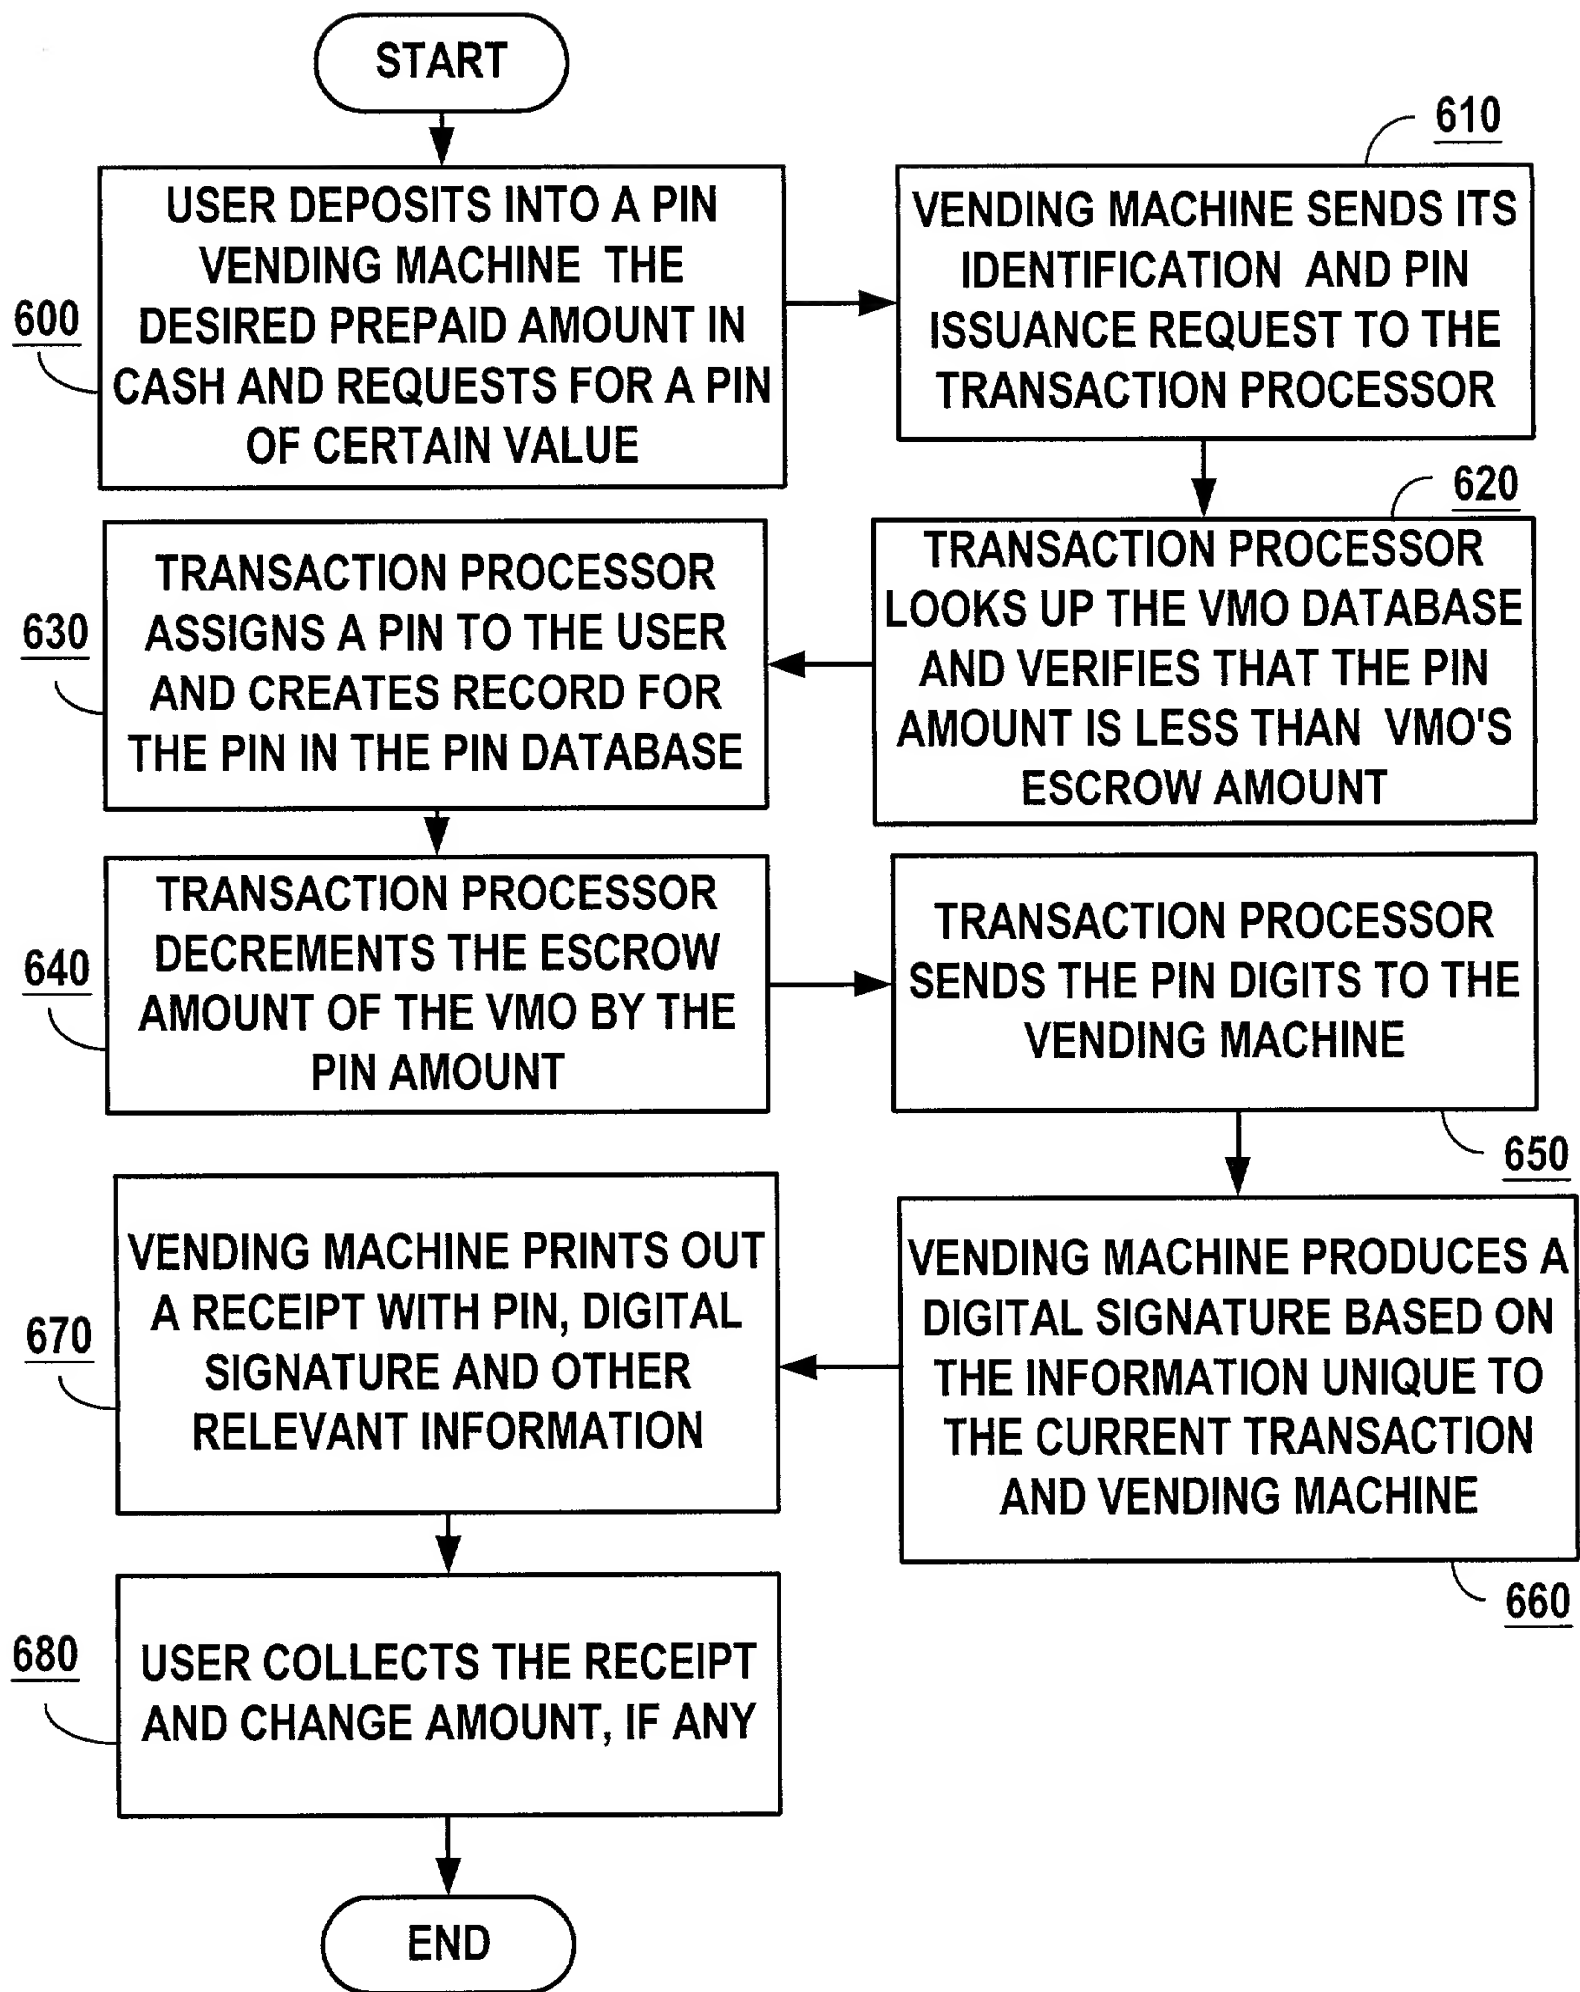 START
600
USER DEPOSITS INTO A PIN
VENDING MACHINE THE
DESIRED PREPAID AMOUNT IN
CASH AND REQUESTS FOR A PIN
OF CERTAIN VALUE
610
VENDING MACHINE SENDS ITS
IDENTIFICATION AND PIN
ISSUANCE REQUEST TO THE
TRANSACTION PROCESSOR
620
TRANSACTION PROCESSOR
LOOKS UP THE VMO DATABASE
AND VERIFIES THAT THE PIN
AMOUNT IS LESS THAN VMO'S
ESCROW AMOUNT
630
TRANSACTION PROCESSOR
ASSIGNS A PIN TO THE USER
AND CREATES RECORD FOR
THE PIN IN THE PIN DATABASE
640
TRANSACTION PROCESSOR
DECREMENTS THE ESCROW
AMOUNT OF THE VMO BY THE
PIN AMOUNT
TRANSACTION PROCESSOR
SENDS THE PIN DIGITS TO THE
VENDING MACHINE
650
VENDING MACHINE PRODUCES A
DIGITAL SIGNATURE BASED ON
THE INFORMATION UNIQUE TO
THE CURRENT TRANSACTION
AND VENDING MACHINE
660
670
VENDING MACHINE PRINTS OUT
A RECEIPT WITH PIN, DIGITAL
SIGNATURE AND OTHER
RELEVANT INFORMATION
680
USER COLLECTS THE RECEIPT
AND CHANGE AMOUNT, IF ANY
END